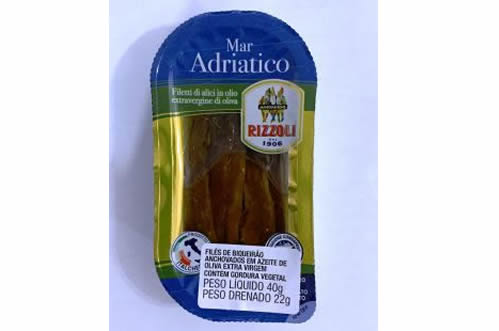 Mar
Adriatico
Filetti di alici in olio
extravergine di oliva
RIZZOLI
1906
FILÉS DE BIQUEIRÃO
ANCHOVADOS EM AZEITE DE
OLIVA EXTRA VIRGEM
CONTEM GORDURA VEGETAL
PESO LÍQUIDO 40g
PESO DRENADO 22g